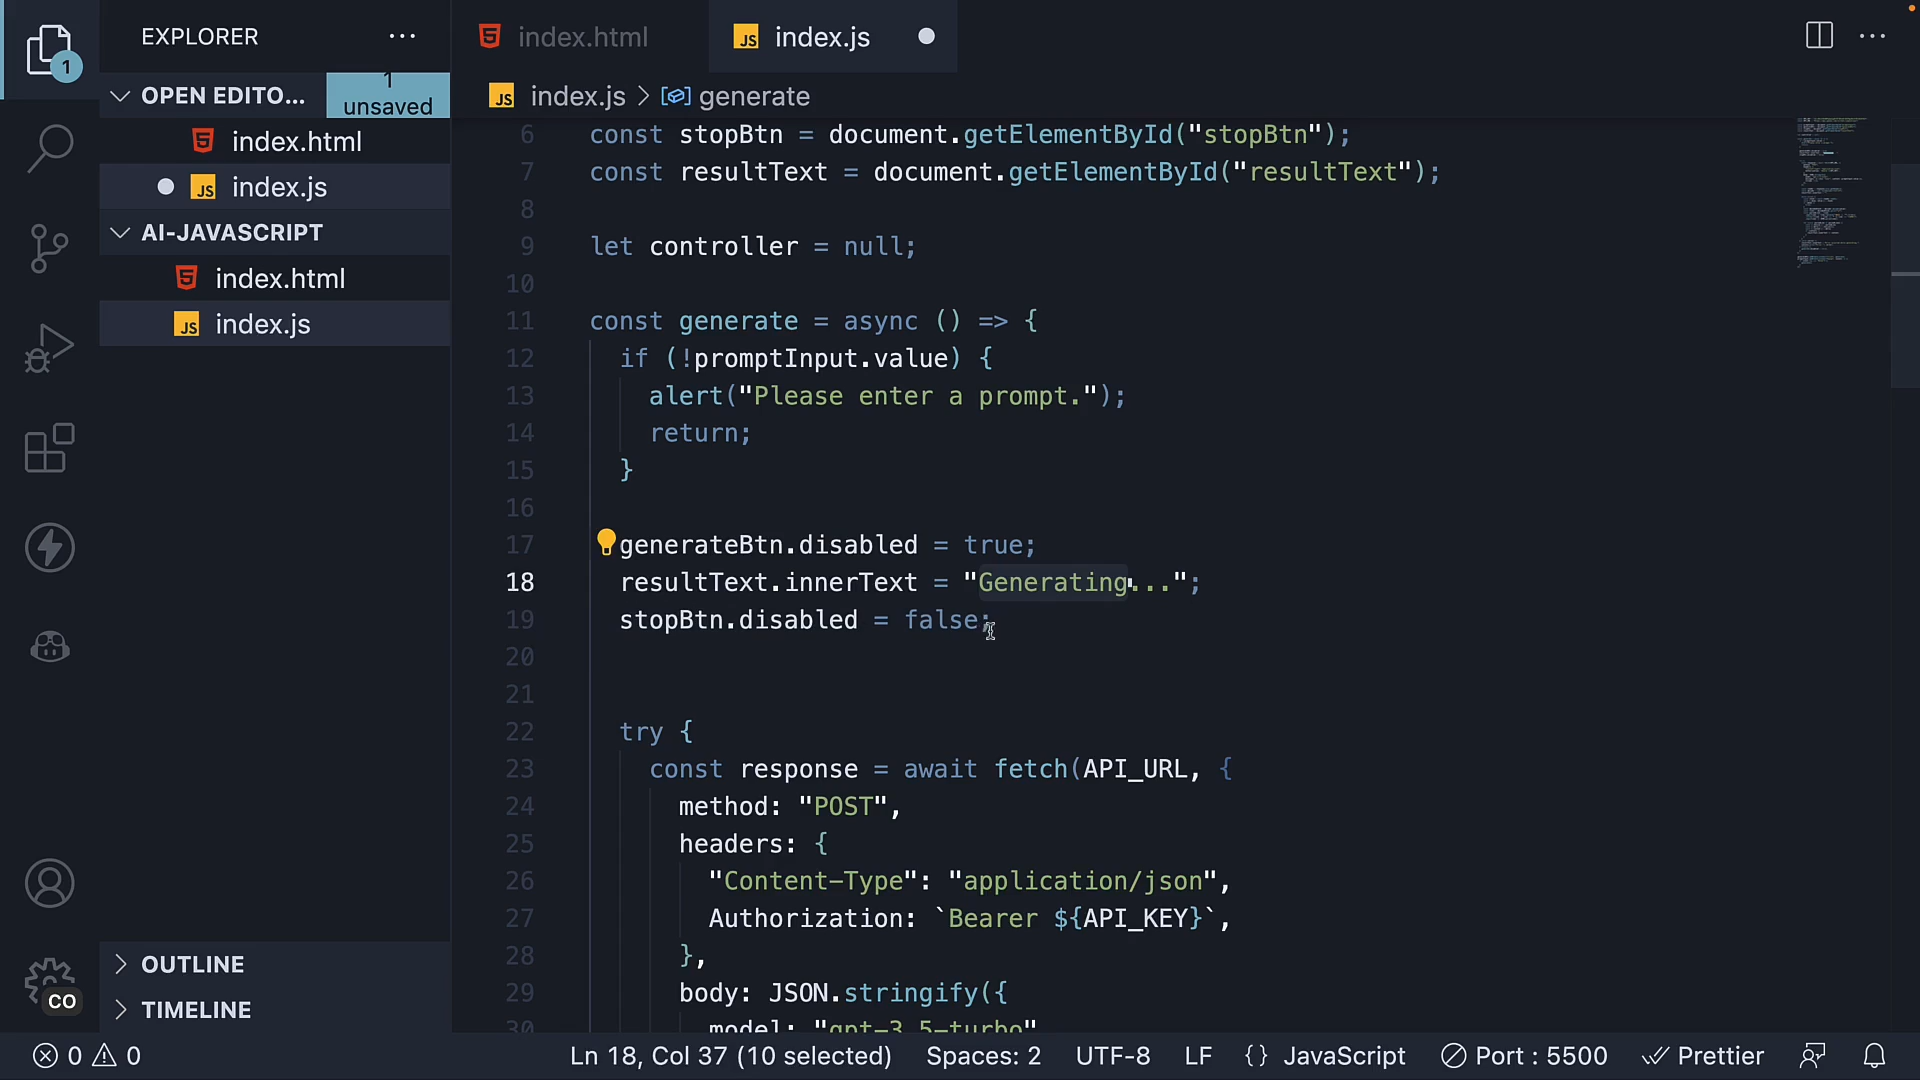 EXPLORER
index.html
JS index.js
1
OPEN EDITO...
1 unsaved
JS index.js > generate
index.html
JS index.js
AI-JAVASCRIPT
index.html
JS index.js
6 const stopBtn = document.getElementById("stopBtn");
7 const resultText = document.getElementById("resultText");
8
9 let controller = null;
10
11 const generate = async () => {
12 if (!promptInput.value) {
13 alert("Please enter a prompt.");
14 return;
15 }
16
17 generateBtn.disabled = true;
18 resultText.innerText = "Generating...";
19 stopBtn.disabled = false;
20
21
22 try {
23 const response = await fetch(API_URL, {
24 method: "POST",
25 headers: {
26 "Content-Type": "application/json",
27 Authorization: `Bearer ${API_KEY}`,
28 },
29 body: JSON.stringify({
30 model: "gpt-3.5-turbo"
OUTLINE
CO
TIMELINE
0 0 Ln 18, Col 37 (10 selected) Spaces: 2 UTF-8 LF {} JavaScript Port : 5500 Prettier